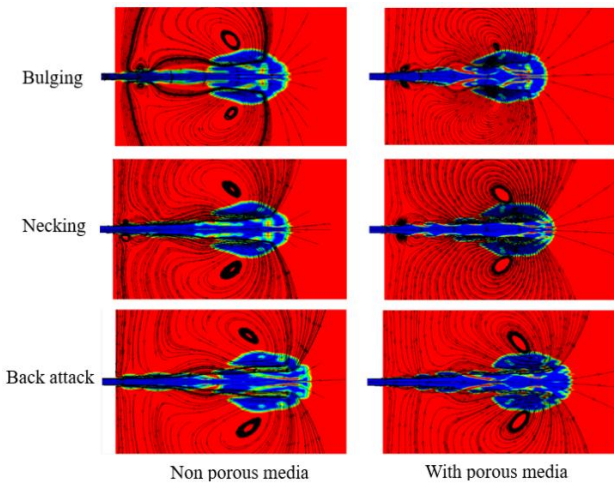 Bulging
Necking
Back attack
Non porous media
With porous media